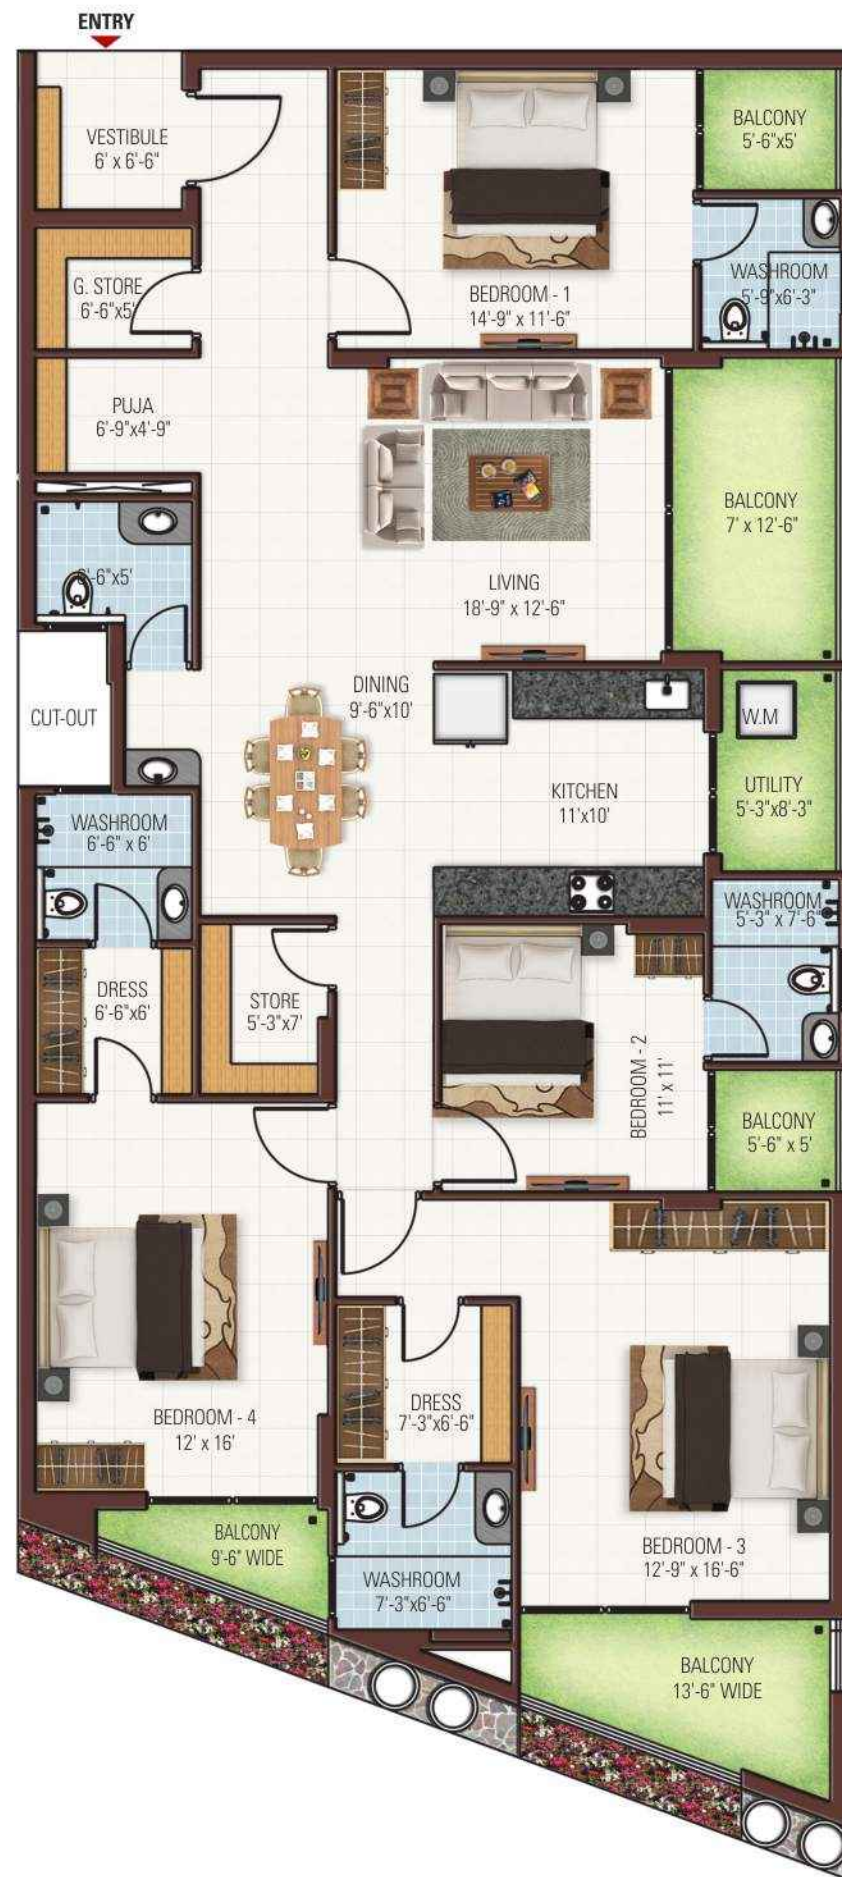 ENTRY
VESTIBULE
6' x 6'-6"
BALCONY
5'-6"x5'
G. STORE
6'-6"x5'
BEDROOM - 1
14'-9" x 11'-6"
WASHROOM
5'-9"x6'-3"
PUJA
6'-9"x4'-9"
BALCONY
7' x 12'-6"
-6"x5'
LIVING
18'-9" x 12'-6"
CUT-OUT
DINING
9'-6"x10'
W.M
KITCHEN
11'x10'
UTILITY
5'-3"x8'-3"
WASHROOM
6'-6" x 6'
WASHROOM
5'-3" x 7'-6"
DRESS
6'-6"x6'
STORE
5'-3"x7'
BEDROOM - 2
11' x 11'
BALCONY
5'-6" x 5'
BEDROOM - 4
12' x 16'
DRESS
7'-3"x6'-6"
BALCONY
9'-6" WIDE
BEDROOM - 3
12'-9" x 16'-6"
WASHROOM
7'-3"x6'-6"
BALCONY
13'-6" WIDE